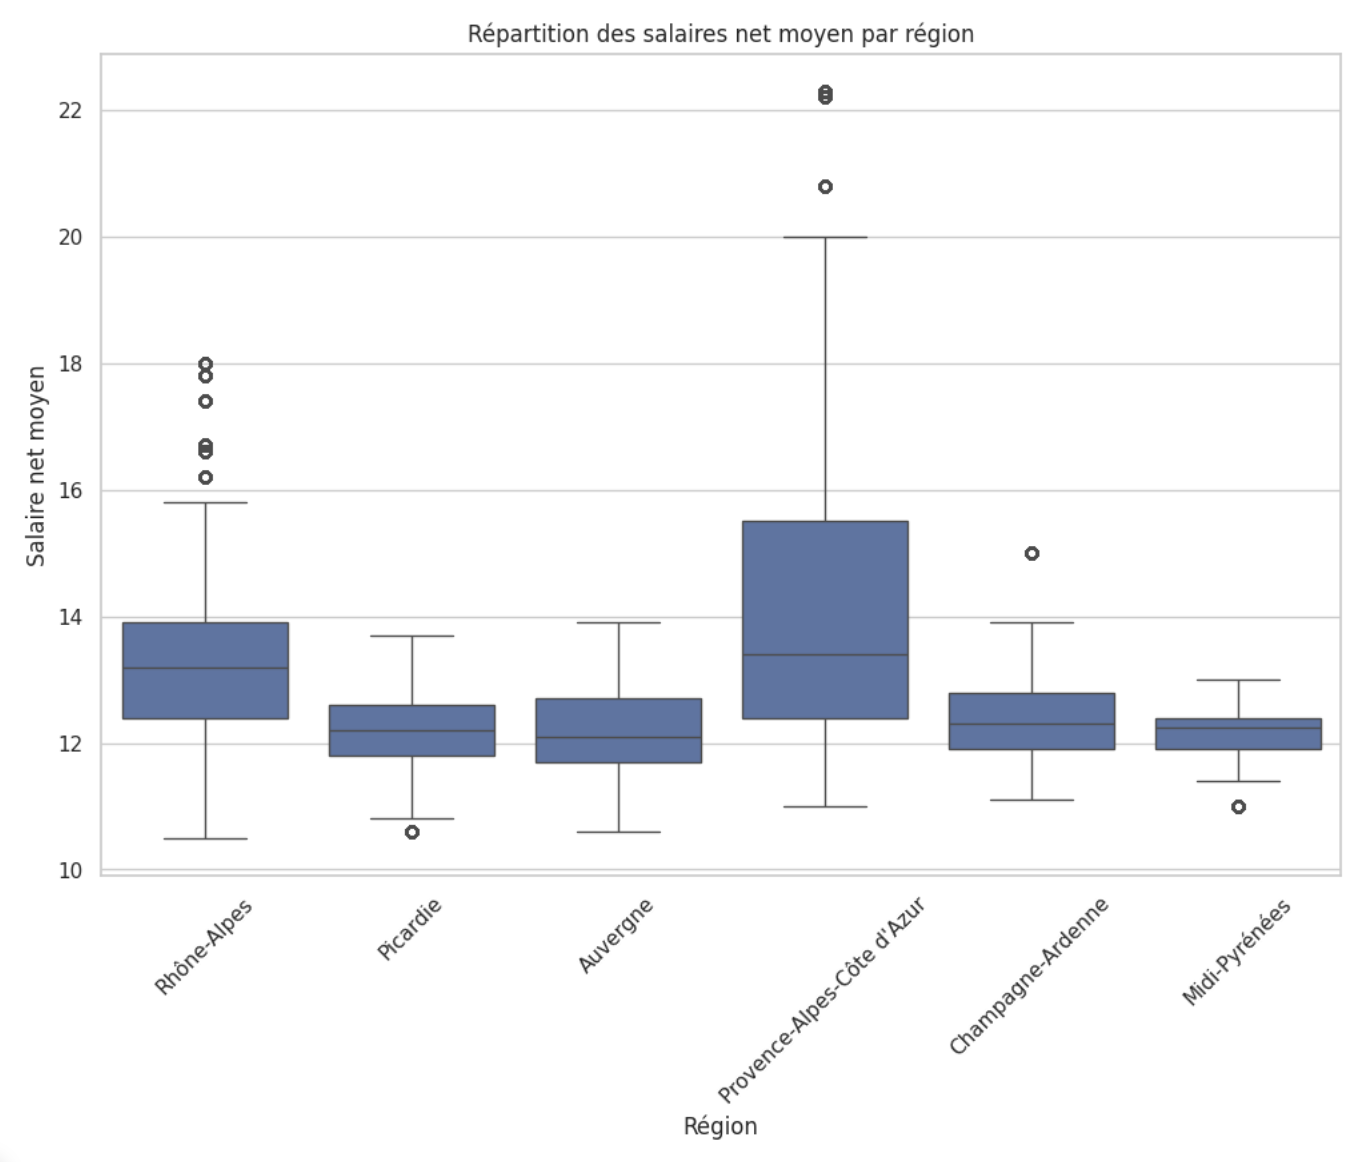 Répartition des salaires net moyen par région
Salaire net moyen
22
20
18
16
14
12
10
Rhône-Alpes
Picardie
Auvergne
Provence-Alpes-Côte d'Azur
Champagne-Ardenne
Midi-Pyrénées
Région